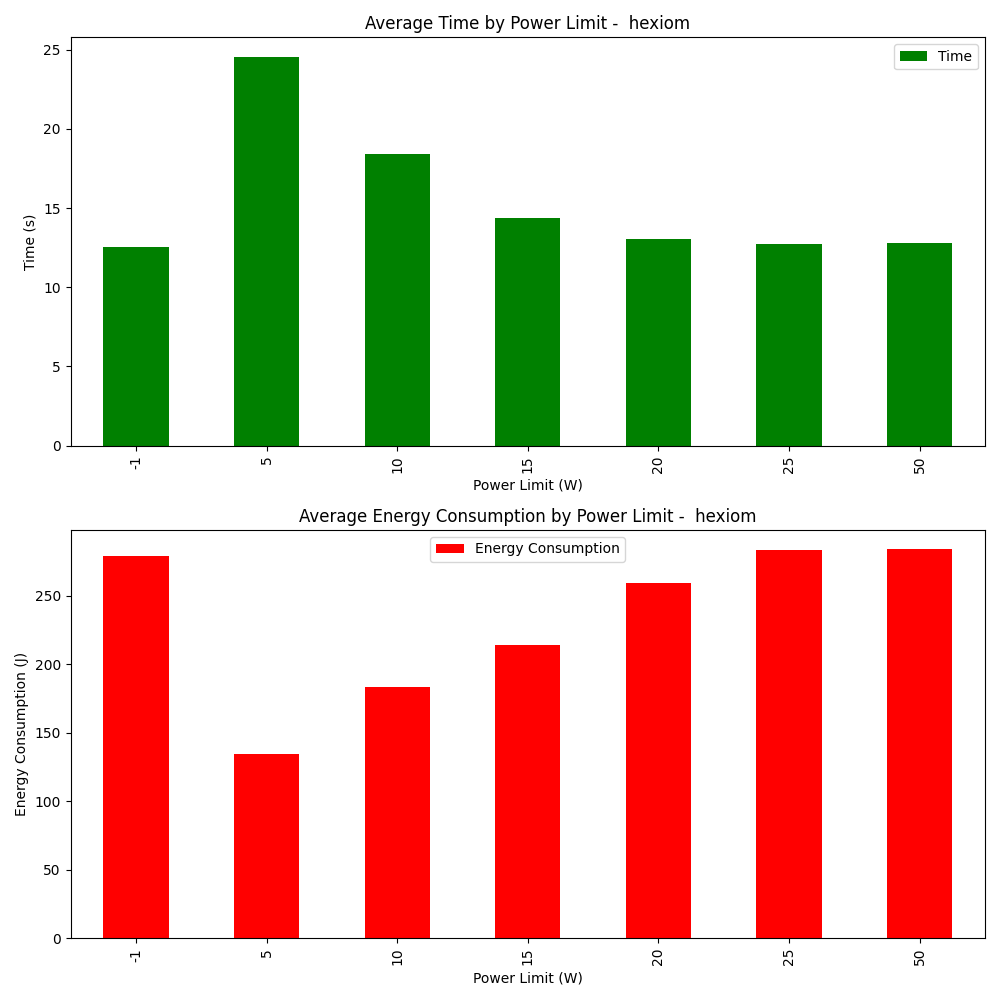 Average Time by Power Limit -  hexiom
Time
25
20
15
10
5
0
Time (s)
-1 5 10 15 20 25 50
Power Limit (W)
Average Energy Consumption by Power Limit -  hexiom
Energy Consumption
250
200
150
100
50
0
Energy Consumption (J)
-1 5 10 15 20 25 50
Power Limit (W)